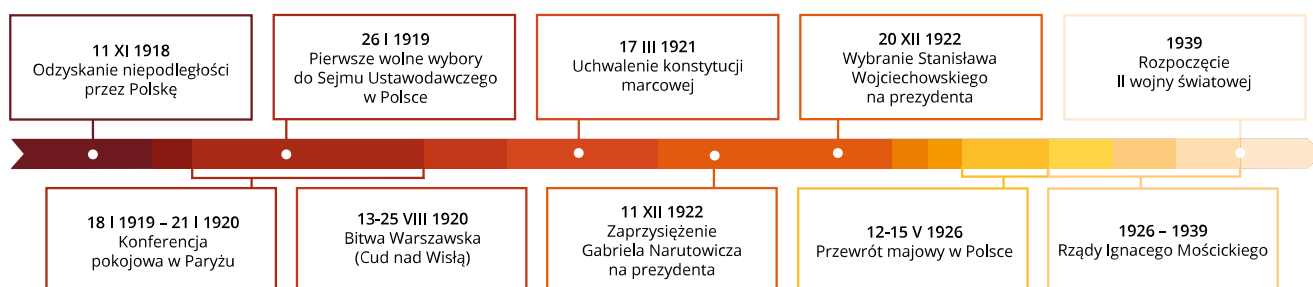 11 XI 1918
Odzyskanie niepodległości
przez Polskę
26 I 1919
Pierwsze wolne wybory
do Sejmu Ustawodawczego
w Polsce
17 III 1921
Uchwalenie konstytucji
marcowej
20 XII 1922
Wybranie Stanisława
Wojciechowskiego
na prezydenta
1939
Rozpoczęcie
II wojny światowej
18 I 1919 – 21 I 1920
Konferencja
pokojowa w Paryżu
13-25 VIII 1920
Bitwa Warszawska
(Cud nad Wisłą)
11 XII 1922
Zaprzysiężenie
Gabriela Narutowicza
na prezydenta
12-15 V 1926
Przewrót majowy w Polsce
1926 – 1939
Rządy Ignacego Mościckiego